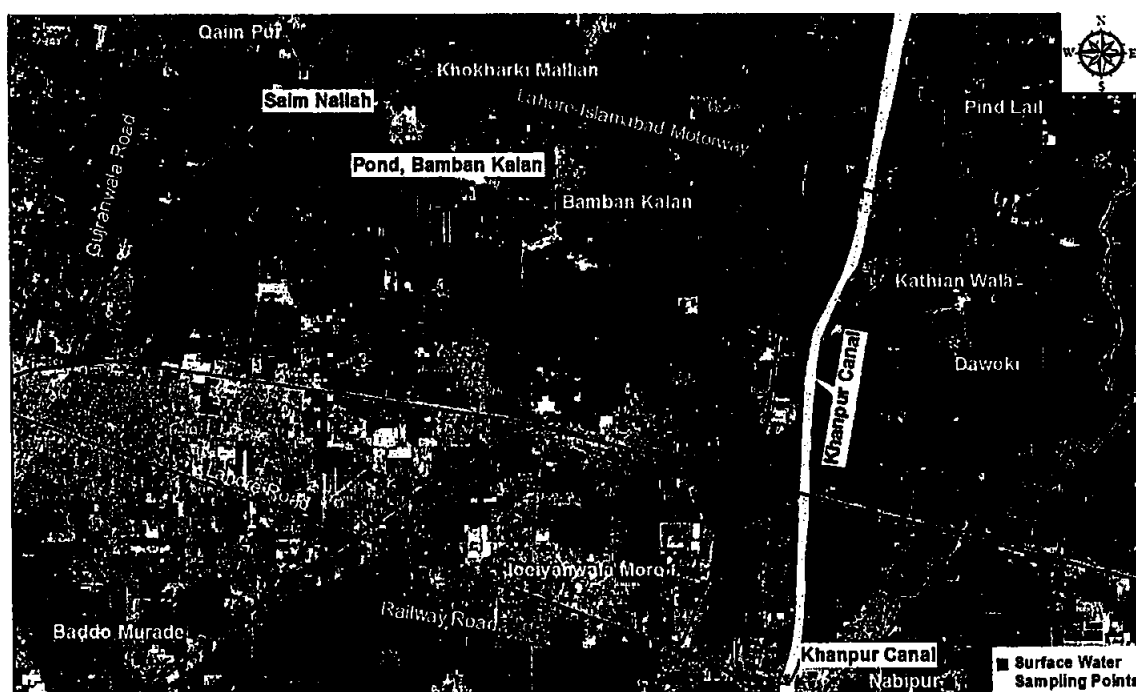 Qaiin Pur
N
Khokharki Mallian
W E
Saim Nallah
S
Lahore-Islamabad Motorway
Pind Lail
Pond, Bamban Kalan
Gujranwala Road
Bamban Kalan
Kathian Wala
Dawoki
Khanpur Canal
Lahore Road
Railway Road
Baddo Murade
Khanpur Canal
Nabipur
Surface Water
Sampling Points